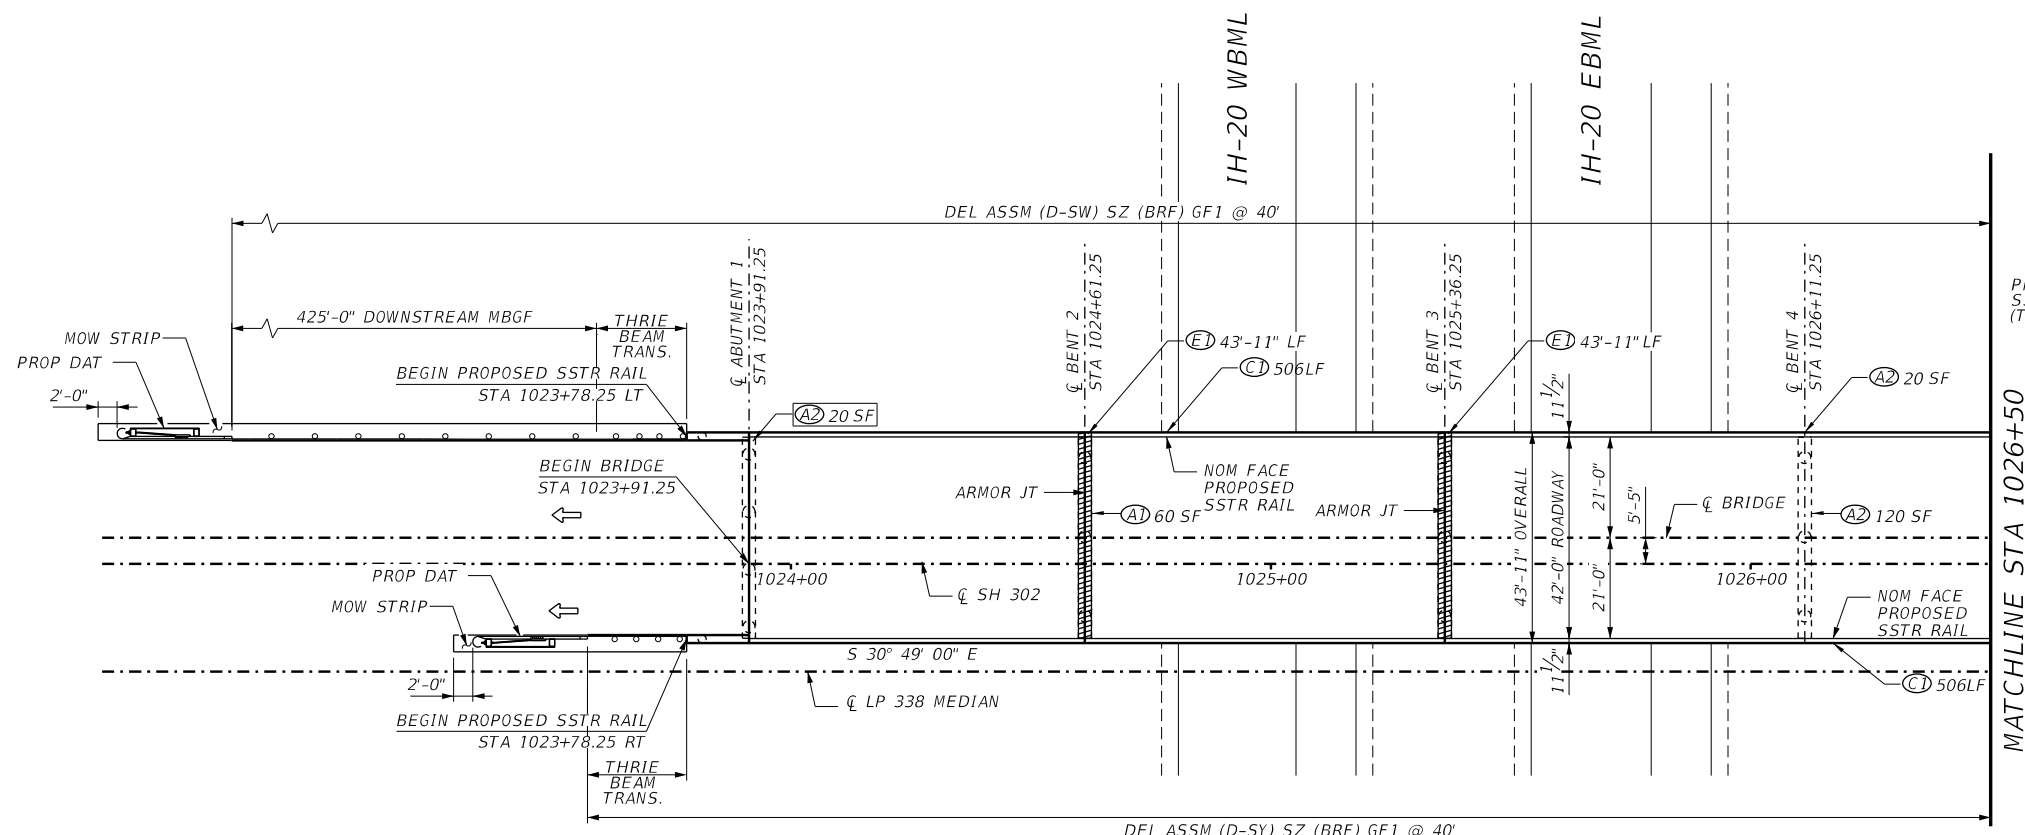 IH-20 WBML
IH-20 EBML
DEL ASSM (D-SW) SZ (BRF) GF1 @ 40'
425'-0" DOWNSTREAM MBGF
THRIE
BEAM
TRANS.
MOW STRIP
PROP DAT
2'-0"
BEGIN PROPOSED SSTR RAIL
STA 1023+78.25 LT
℄ ABUTMENT 1
STA 1023+91.25
A2 20 SF
℄ BENT 2
STA 1024+61.25
E1 43'-11" LF
C1 506LF
℄ BENT 3
STA 1025+36.25
E1 43'-11" LF
11 1/2"
℄ BENT 4
STA 1026+11.25
A2 20 SF
BEGIN BRIDGE
STA 1023+91.25
ARMOR JT
NOM FACE
PROPOSED
SSTR RAIL
A1 60 SF
ARMOR JT
43'-11" OVERALL
42'-0" ROADWAY
21'-0"
21'-0"
5'-5"
℄ BRIDGE
A2 120 SF
1024+00
1025+00
1026+00
℄ SH 302
PROP DAT
MOW STRIP
2'-0"
NOM FACE
PROPOSED
SSTR RAIL
S 30° 49' 00" E
11 1/2"
C1 506LF
℄ LP 338 MEDIAN
BEGIN PROPOSED SSTR RAIL
STA 1023+78.25 RT
THRIE
BEAM
TRANS.
DEL ASSM (D-SY) SZ (BRF) GF1 @ 40'
MATCHLINE STA 1026+50
(T